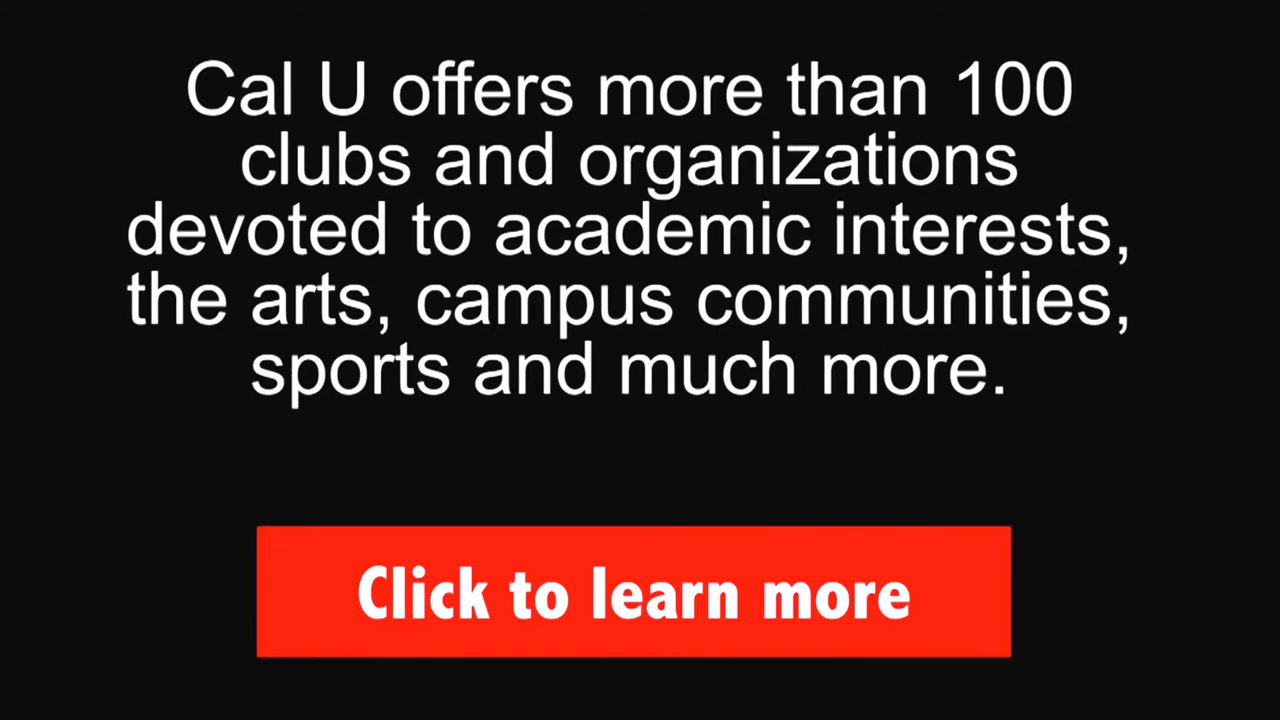 Cal U offers more than 100
clubs and organizations
devoted to academic interests,
the arts, campus communities,
sports and much more.
Click to learn more